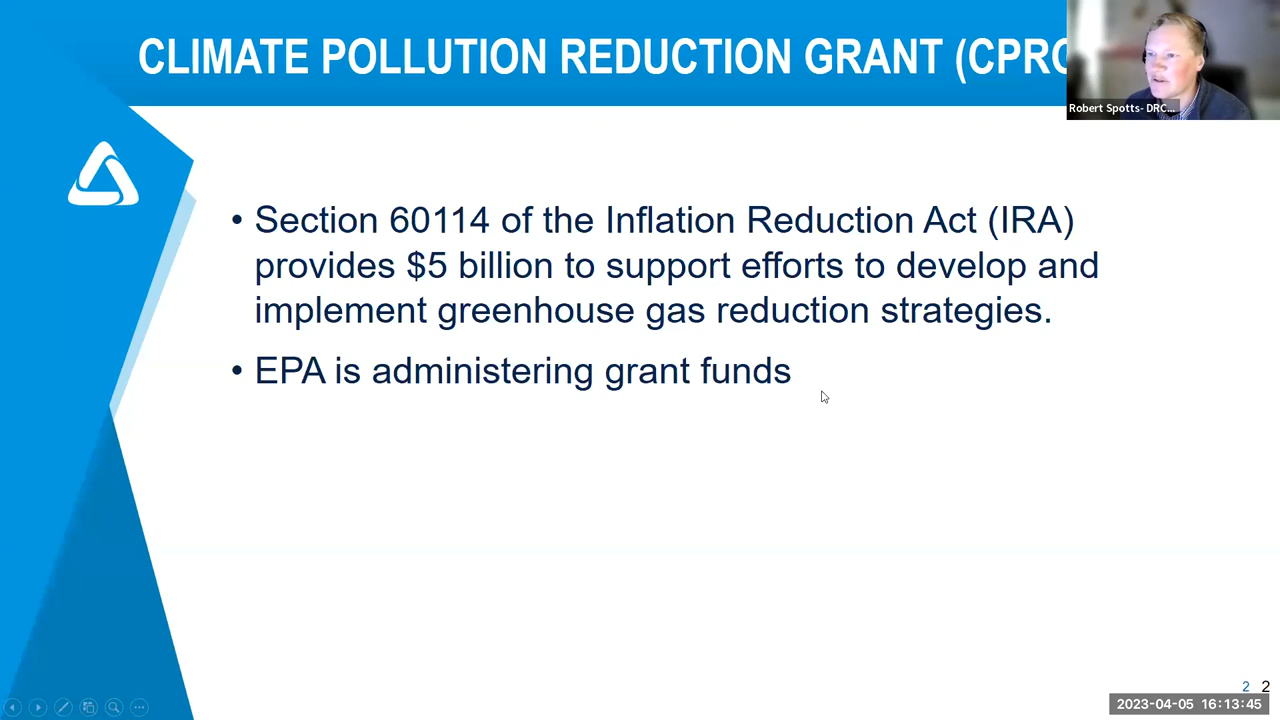 CLIMATE POLLUTION REDUCTION GRANT (CPRG
Robert Spotts- DRC...
• Section 60114 of the Inflation Reduction Act (IRA)
provides $5 billion to support efforts to develop and
implement greenhouse gas reduction strategies.
• EPA is administering grant funds
2 2
2023-04-05 16:13:45